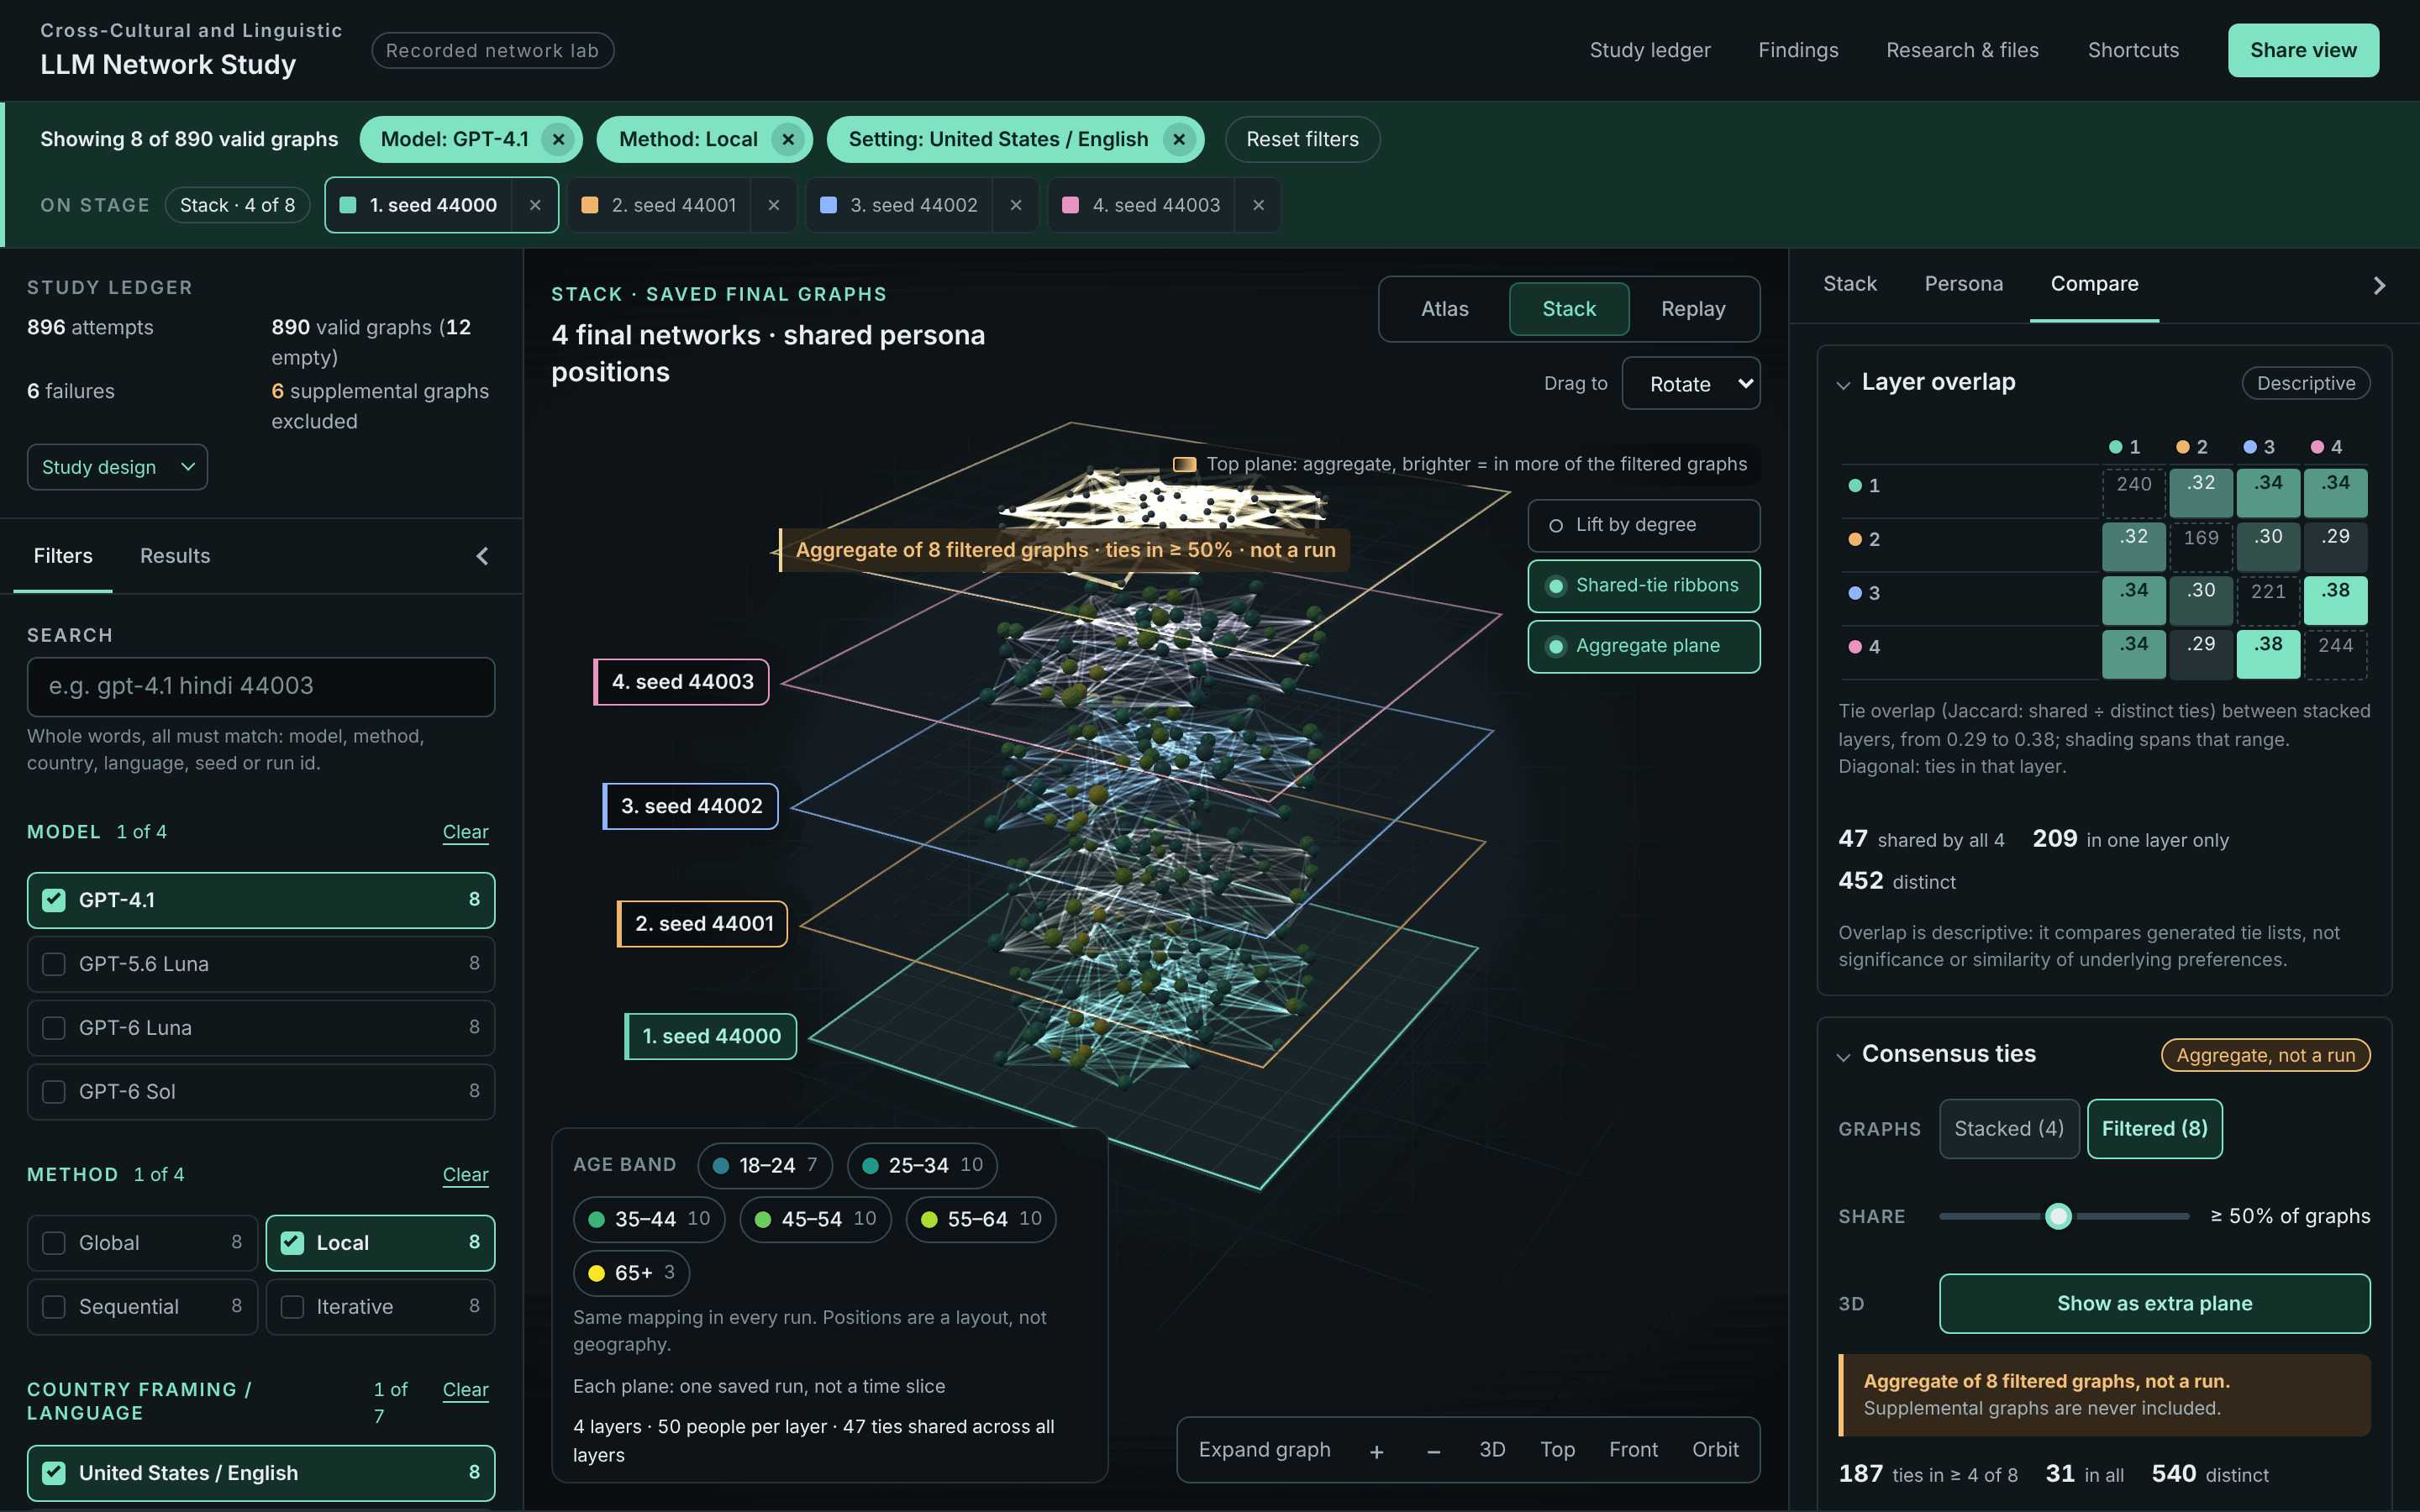 Cross-Cultural and Linguistic
LLM Network Study
Recorded network lab
Study ledger
Findings
Research & files
Shortcuts
Share view
Showing 8 of 890 valid graphs
Model: GPT-4.1 ×
Method: Local ×
Setting: United States / English ×
Reset filters
ON STAGE
Stack · 4 of 8
1. seed 44000 ×
2. seed 44001 ×
3. seed 44002 ×
4. seed 44003 ×
STUDY LEDGER
896 attempts
890 valid graphs (12
empty)
6 failures
6 supplemental graphs
excluded
Study design
Filters
Results
SEARCH
e.g. gpt-4.1 hindi 44003
Whole words, all must match: model, method,
country, language, seed or run id.
MODEL 1 of 4 Clear
GPT-4.1 8
GPT-5.6 Luna 8
GPT-6 Luna 8
GPT-6 Sol 8
METHOD 1 of 4 Clear
Global 8
Local 8
Sequential 8
Iterative 8
COUNTRY FRAMING / 1 of Clear
LANGUAGE 7
United States / English 8
STACK · SAVED FINAL GRAPHS
4 final networks · shared persona
positions
Atlas
Stack
Replay
Drag to
Rotate
Top plane: aggregate, brighter = in more of the filtered graphs
Lift by degree
Shared-tie ribbons
Aggregate plane
Aggregate of 8 filtered graphs · ties in ≥ 50% · not a run
4. seed 44003
3. seed 44002
2. seed 44001
1. seed 44000
AGE BAND
18–24 7
25–34 10
35–44 10
45–54 10
55–64 10
65+ 3
Same mapping in every run. Positions are a layout, not
geography.
Each plane: one saved run, not a time slice
4 layers · 50 people per layer · 47 ties shared across all
layers
Expand graph
+
−
3D
Top
Front
Orbit
Stack
Persona
Compare
Layer overlap
Descriptive
1 2 3 4
1 240 .32 .34 .34
2 .32 169 .30 .29
3 .34 .30 221 .38
4 .34 .29 .38 244
Tie overlap (Jaccard: shared ÷ distinct ties) between stacked
layers, from 0.29 to 0.38; shading spans that range.
Diagonal: ties in that layer.
47 shared by all 4 209 in one layer only
452 distinct
Overlap is descriptive: it compares generated tie lists, not
significance or similarity of underlying preferences.
Consensus ties
Aggregate, not a run
GRAPHS
Stacked (4)
Filtered (8)
SHARE
≥ 50% of graphs
3D
Show as extra plane
Aggregate of 8 filtered graphs, not a run.
Supplemental graphs are never included.
187 ties in ≥ 4 of 8 31 in all 540 distinct